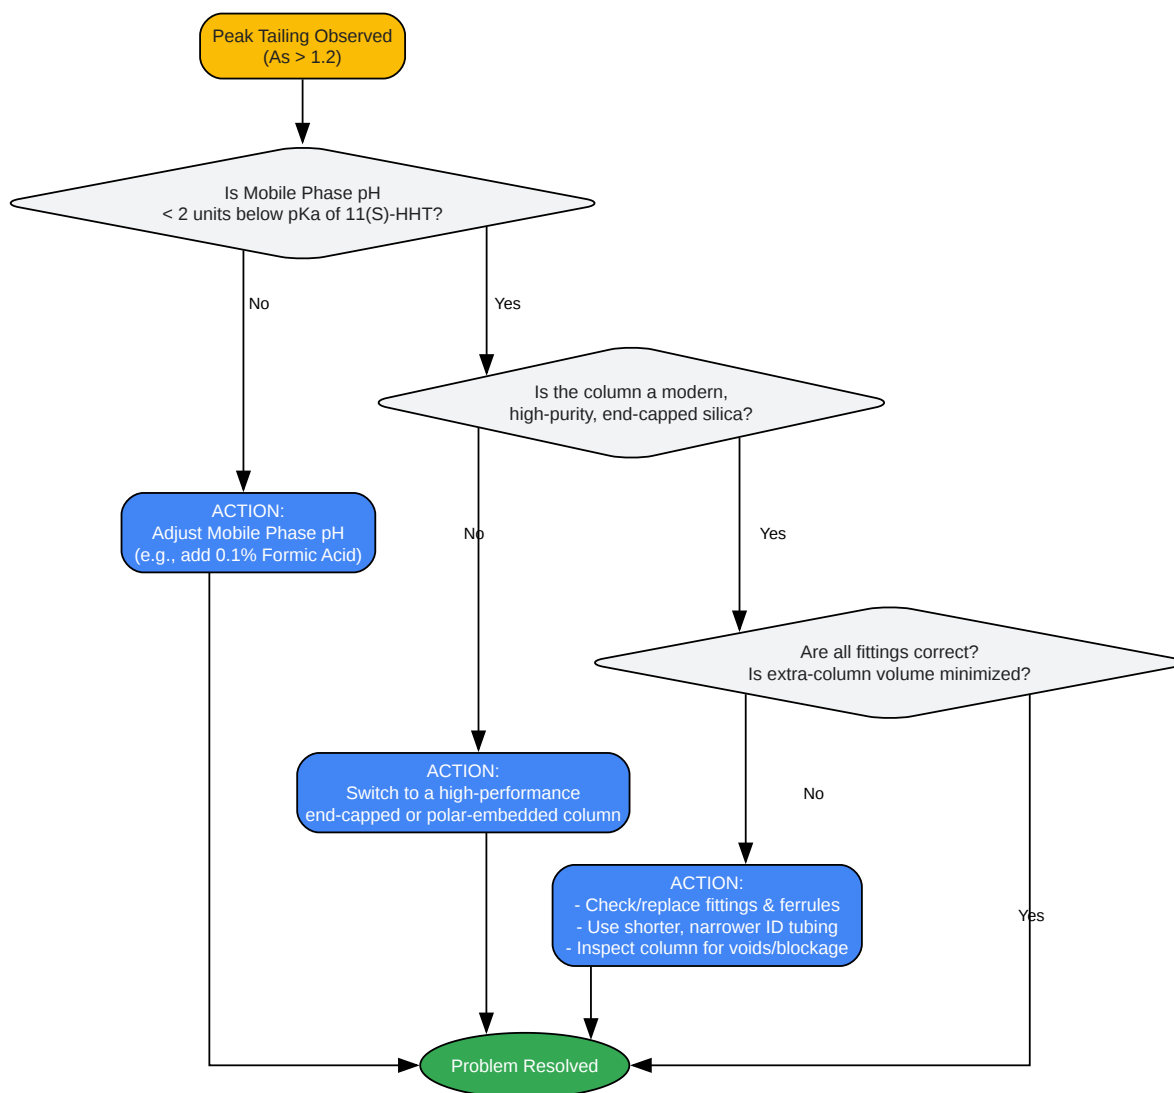 Peak Tailing Observed
(As > 1.2)
Is Mobile Phase pH
< 2 units below pKa of 11(S)-HHT?
No
Yes
Is the column a modern,
high-purity, end-capped silica?
ACTION:
Adjust Mobile Phase pH
(e.g., add 0.1% Formic Acid)
No
Yes
Are all fittings correct?
Is extra-column volume minimized?
ACTION:
Switch to a high-performance
end-capped or polar-embedded column
No
ACTION:
- Check/replace fittings & ferrules
- Use shorter, narrower ID tubing
- Inspect column for voids/blockage
Yes
Problem Resolved